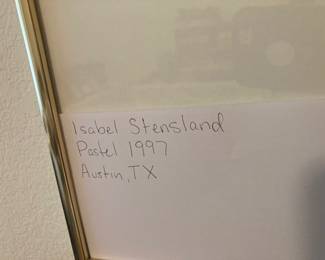 Isabel Stensland
Pastel 1997
Austin, TX